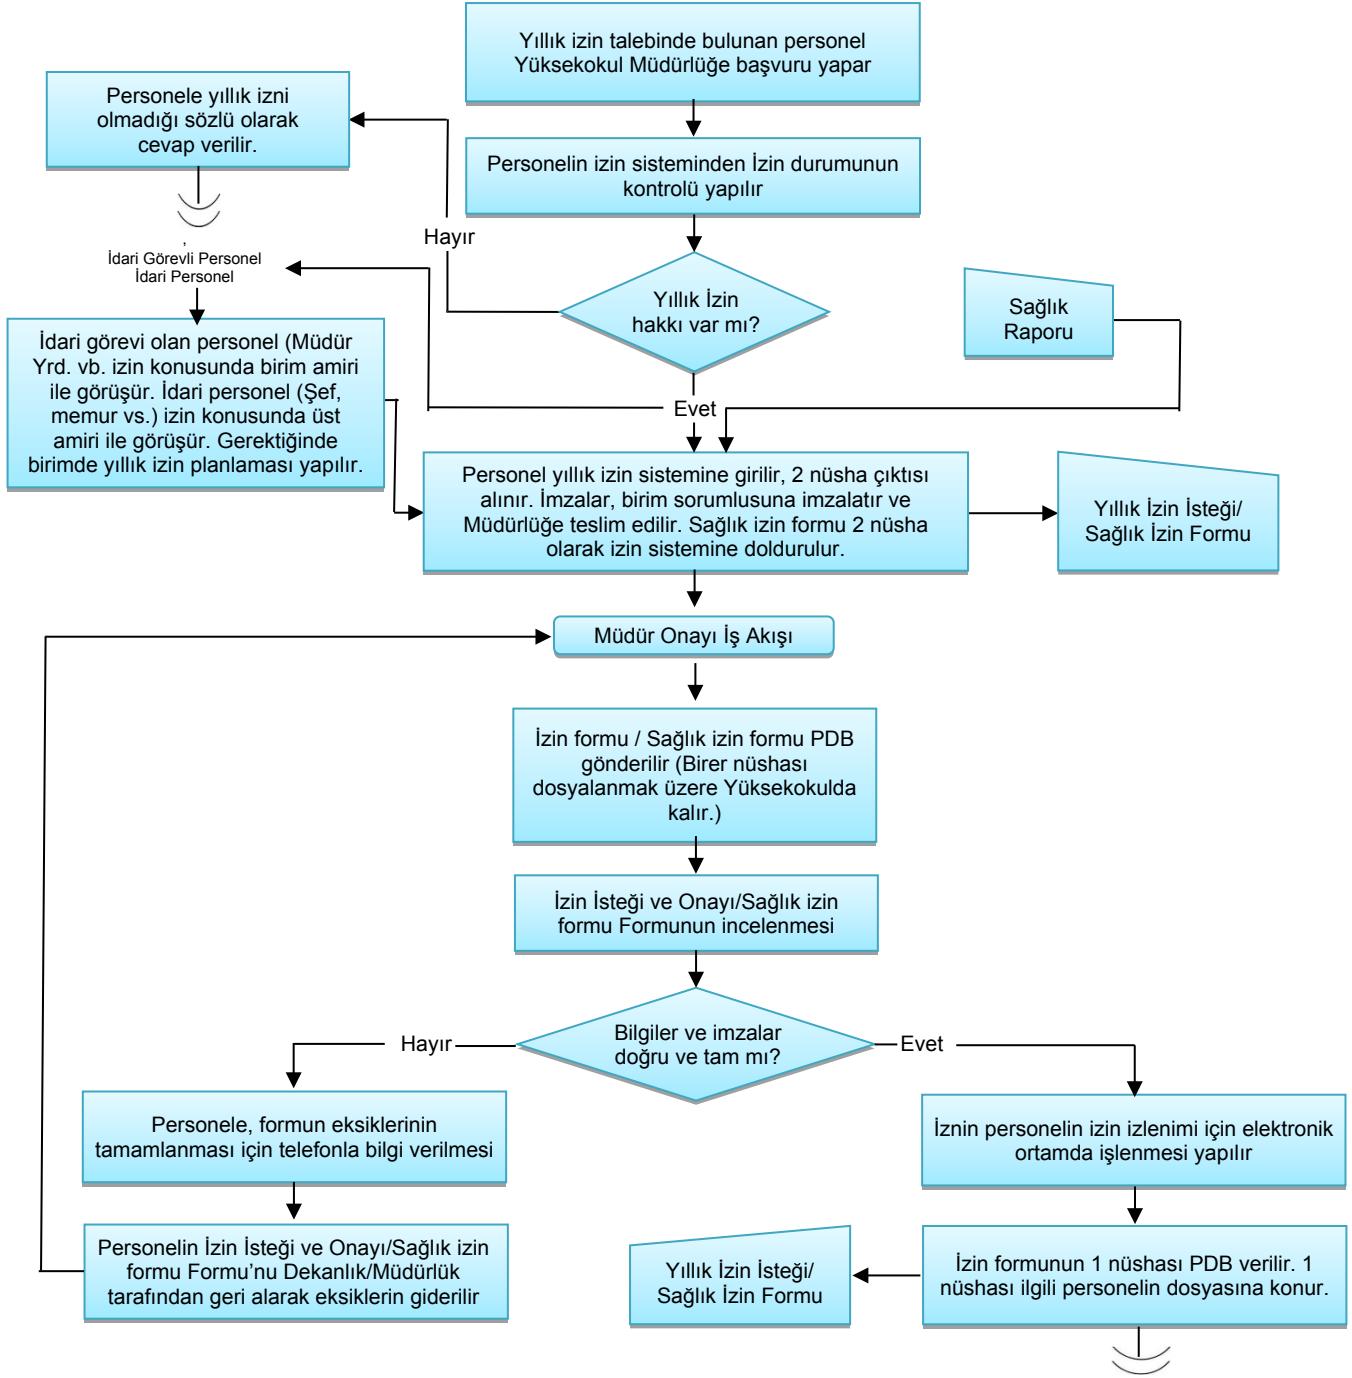 Yıllık izin talebinde bulunan personel
Yüksekokul Müdürlüğe başvuru yapar
Personele yıllık izni
olmadığı sözlü olarak
cevap verilir.
Personelin izin sisteminden İzin durumunun
kontrolü yapılır
Hayır
,
İdari Görevli Personel
İdari Personel
Yıllık İzin
hakkı var mı?
Sağlık
Raporu
İdari görevi olan personel (Müdür
Yrd. vb. izin konusunda birim amiri
ile görüşür. İdari personel (Şef,
memur vs.) izin konusunda üst
amiri ile görüşür. Gerektiğinde
birimde yıllık izin planlaması yapılır.
Evet
Personel yıllık izin sistemine girilir, 2 nüsha çıktısı
alınır. İmzalar, birim sorumlusuna imzalatır ve
Müdürlüğe teslim edilir. Sağlık izin formu 2 nüsha
olarak izin sistemine doldurulur.
Yıllık İzin İsteği/
Sağlık İzin Formu
Müdür Onayı İş Akışı
İzin formu / Sağlık izin formu PDB
gönderilir (Birer nüshası
dosyalanmak üzere Yüksekokulda
kalır.)
İzin İsteği ve Onayı/Sağlık izin
formu Formunun incelenmesi
Bilgiler ve imzalar
doğru ve tam mı?
Hayır
Evet
Personele, formun eksiklerinin
tamamlanması için telefonla bilgi verilmesi
İznin personelin izin izlenimi için elektronik
ortamda işlenmesi yapılır
Personelin İzin İsteği ve Onayı/Sağlık izin
formu Formu’nu Dekanlık/Müdürlük
tarafından geri alarak eksiklerin giderilir
Yıllık İzin İsteği/
Sağlık İzin Formu
İzin formunun 1 nüshası PDB verilir. 1
nüshası ilgili personelin dosyasına konur.